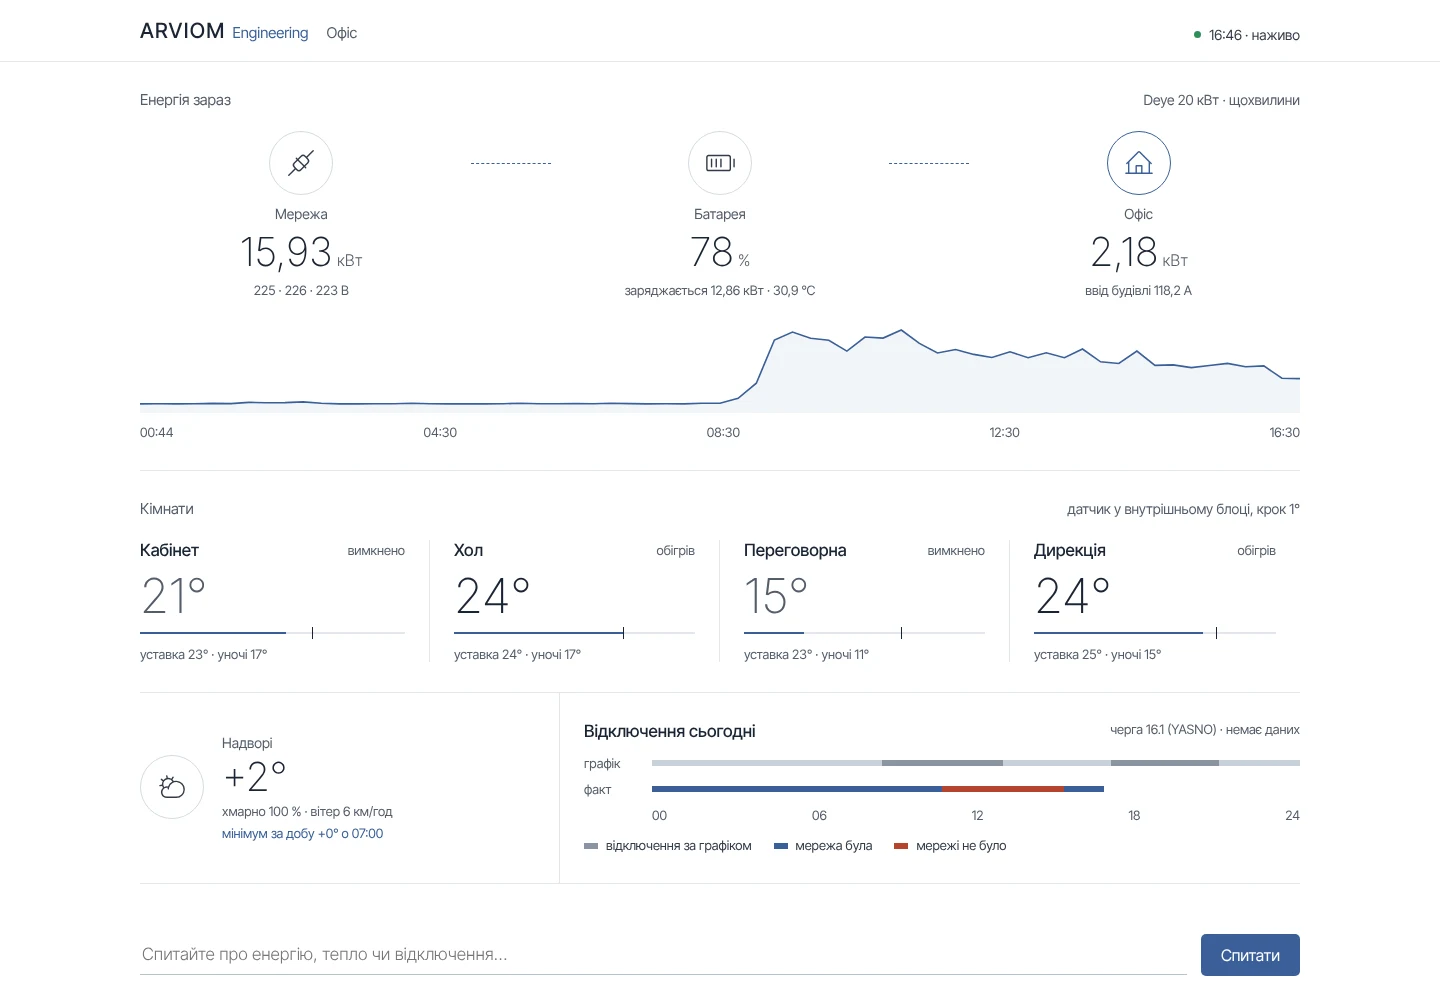 ARVIOM Engineering Офіс
16:46 · наживо
Енергія зараз
Deye 20 кВт · щохвилини
Мережа
15,93 кВт
225 · 226 · 223 В
Батарея
78 %
заряджається 12,86 кВт · 30,9 °C
Офіс
2,18 кВт
ввід будівлі 118,2 А
00:44 04:30 08:30 12:30 16:30
Кімнати
датчик у внутрішньому блоці, крок 1°
Кабінет вимкнено
21°
уставка 23° · уночі 17°
Хол обігрів
24°
уставка 24° · уночі 17°
Переговорна вимкнено
15°
уставка 23° · уночі 11°
Дирекція обігрів
24°
уставка 25° · уночі 15°
Надворі
+2°
хмарно 100 % · вітер 6 км/год
мінімум за добу +0° о 07:00
Відключення сьогодні
черга 16.1 (YASNO) · немає даних
графік
факт
00 06 12 18 24
відключення за графіком мережа була мережі не було
Спитайте про енергію, тепло чи відключення...
Спитати